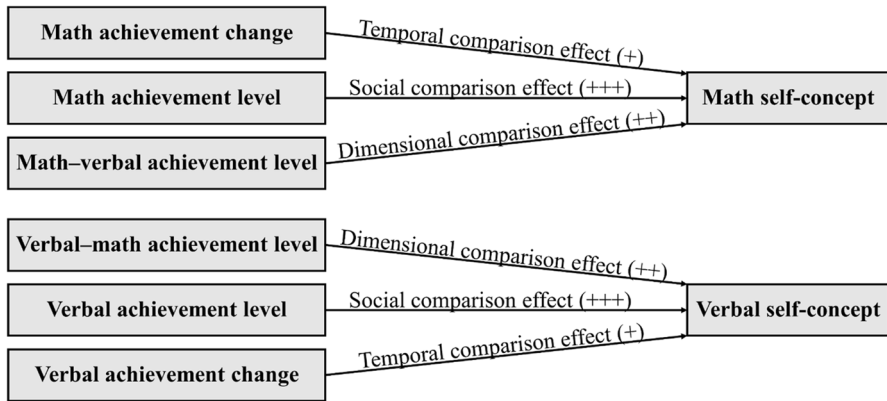 Math achievement change
Temporal comparison effect (+)
Math achievement level
Social comparison effect (+++)
Math self-concept
Math–verbal achievement level
Dimensional comparison effect (++)
Verbal–math achievement level
Dimensional comparison effect (++)
Verbal achievement level
Social comparison effect (+++)
Verbal self-concept
Verbal achievement change
Temporal comparison effect (+)